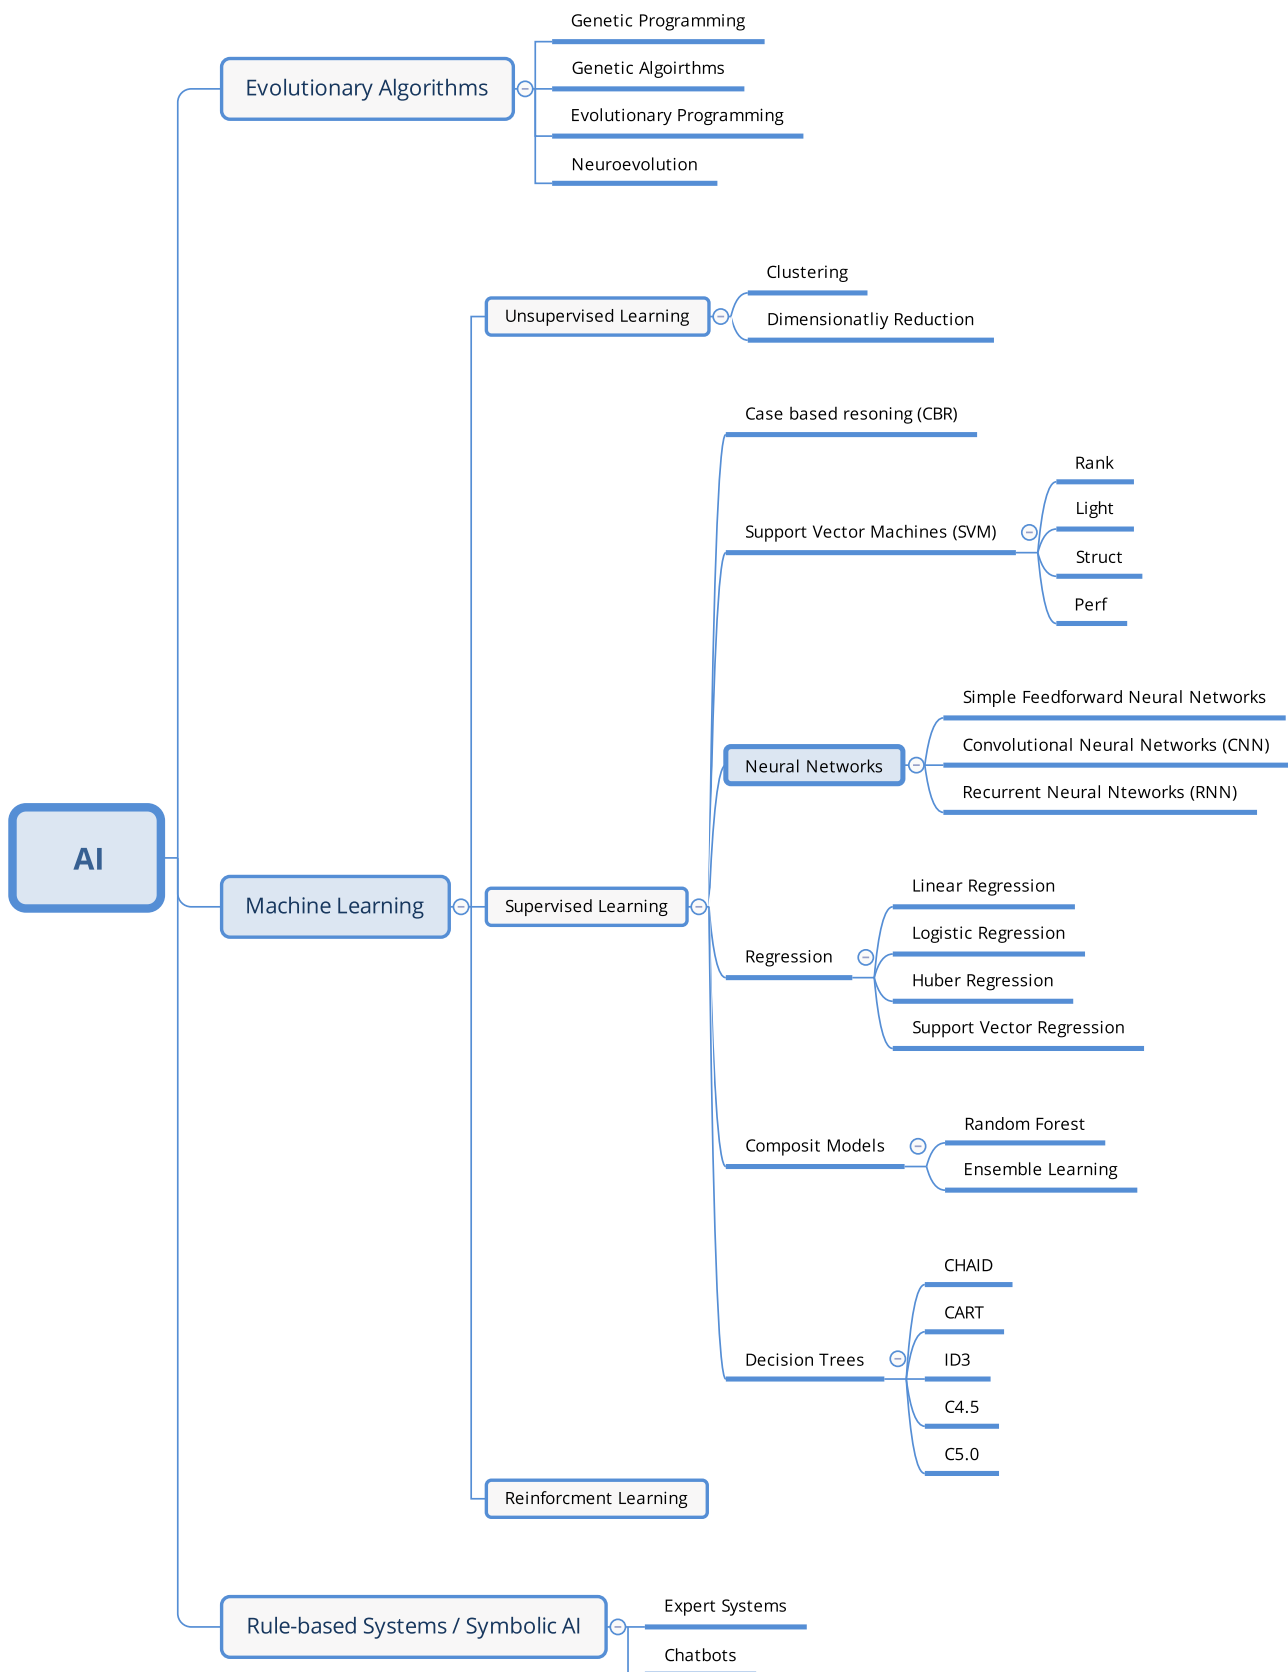 Genetic Programming
Genetic Algoirthms
Evolutionary Algorithms
Evolutionary Programming
Neuroevolution
Clustering
Unsupervised Learning
Dimensionatliy Reduction
Case based resoning (CBR)
Rank
Light
Support Vector Machines (SVM)
Struct
Perf
Simple Feedforward Neural Networks
Convolutional Neural Networks (CNN)
Neural Networks
Recurrent Neural Nteworks (RNN)
AI
Machine Learning
Supervised Learning
Linear Regression
Logistic Regression
Regression
Huber Regression
Support Vector Regression
Random Forest
Composit Models
Ensemble Learning
CHAID
CART
Decision Trees
ID3
C4.5
C5.0
Reinforcment Learning
Rule-based Systems / Symbolic AI
Expert Systems
Chatbots